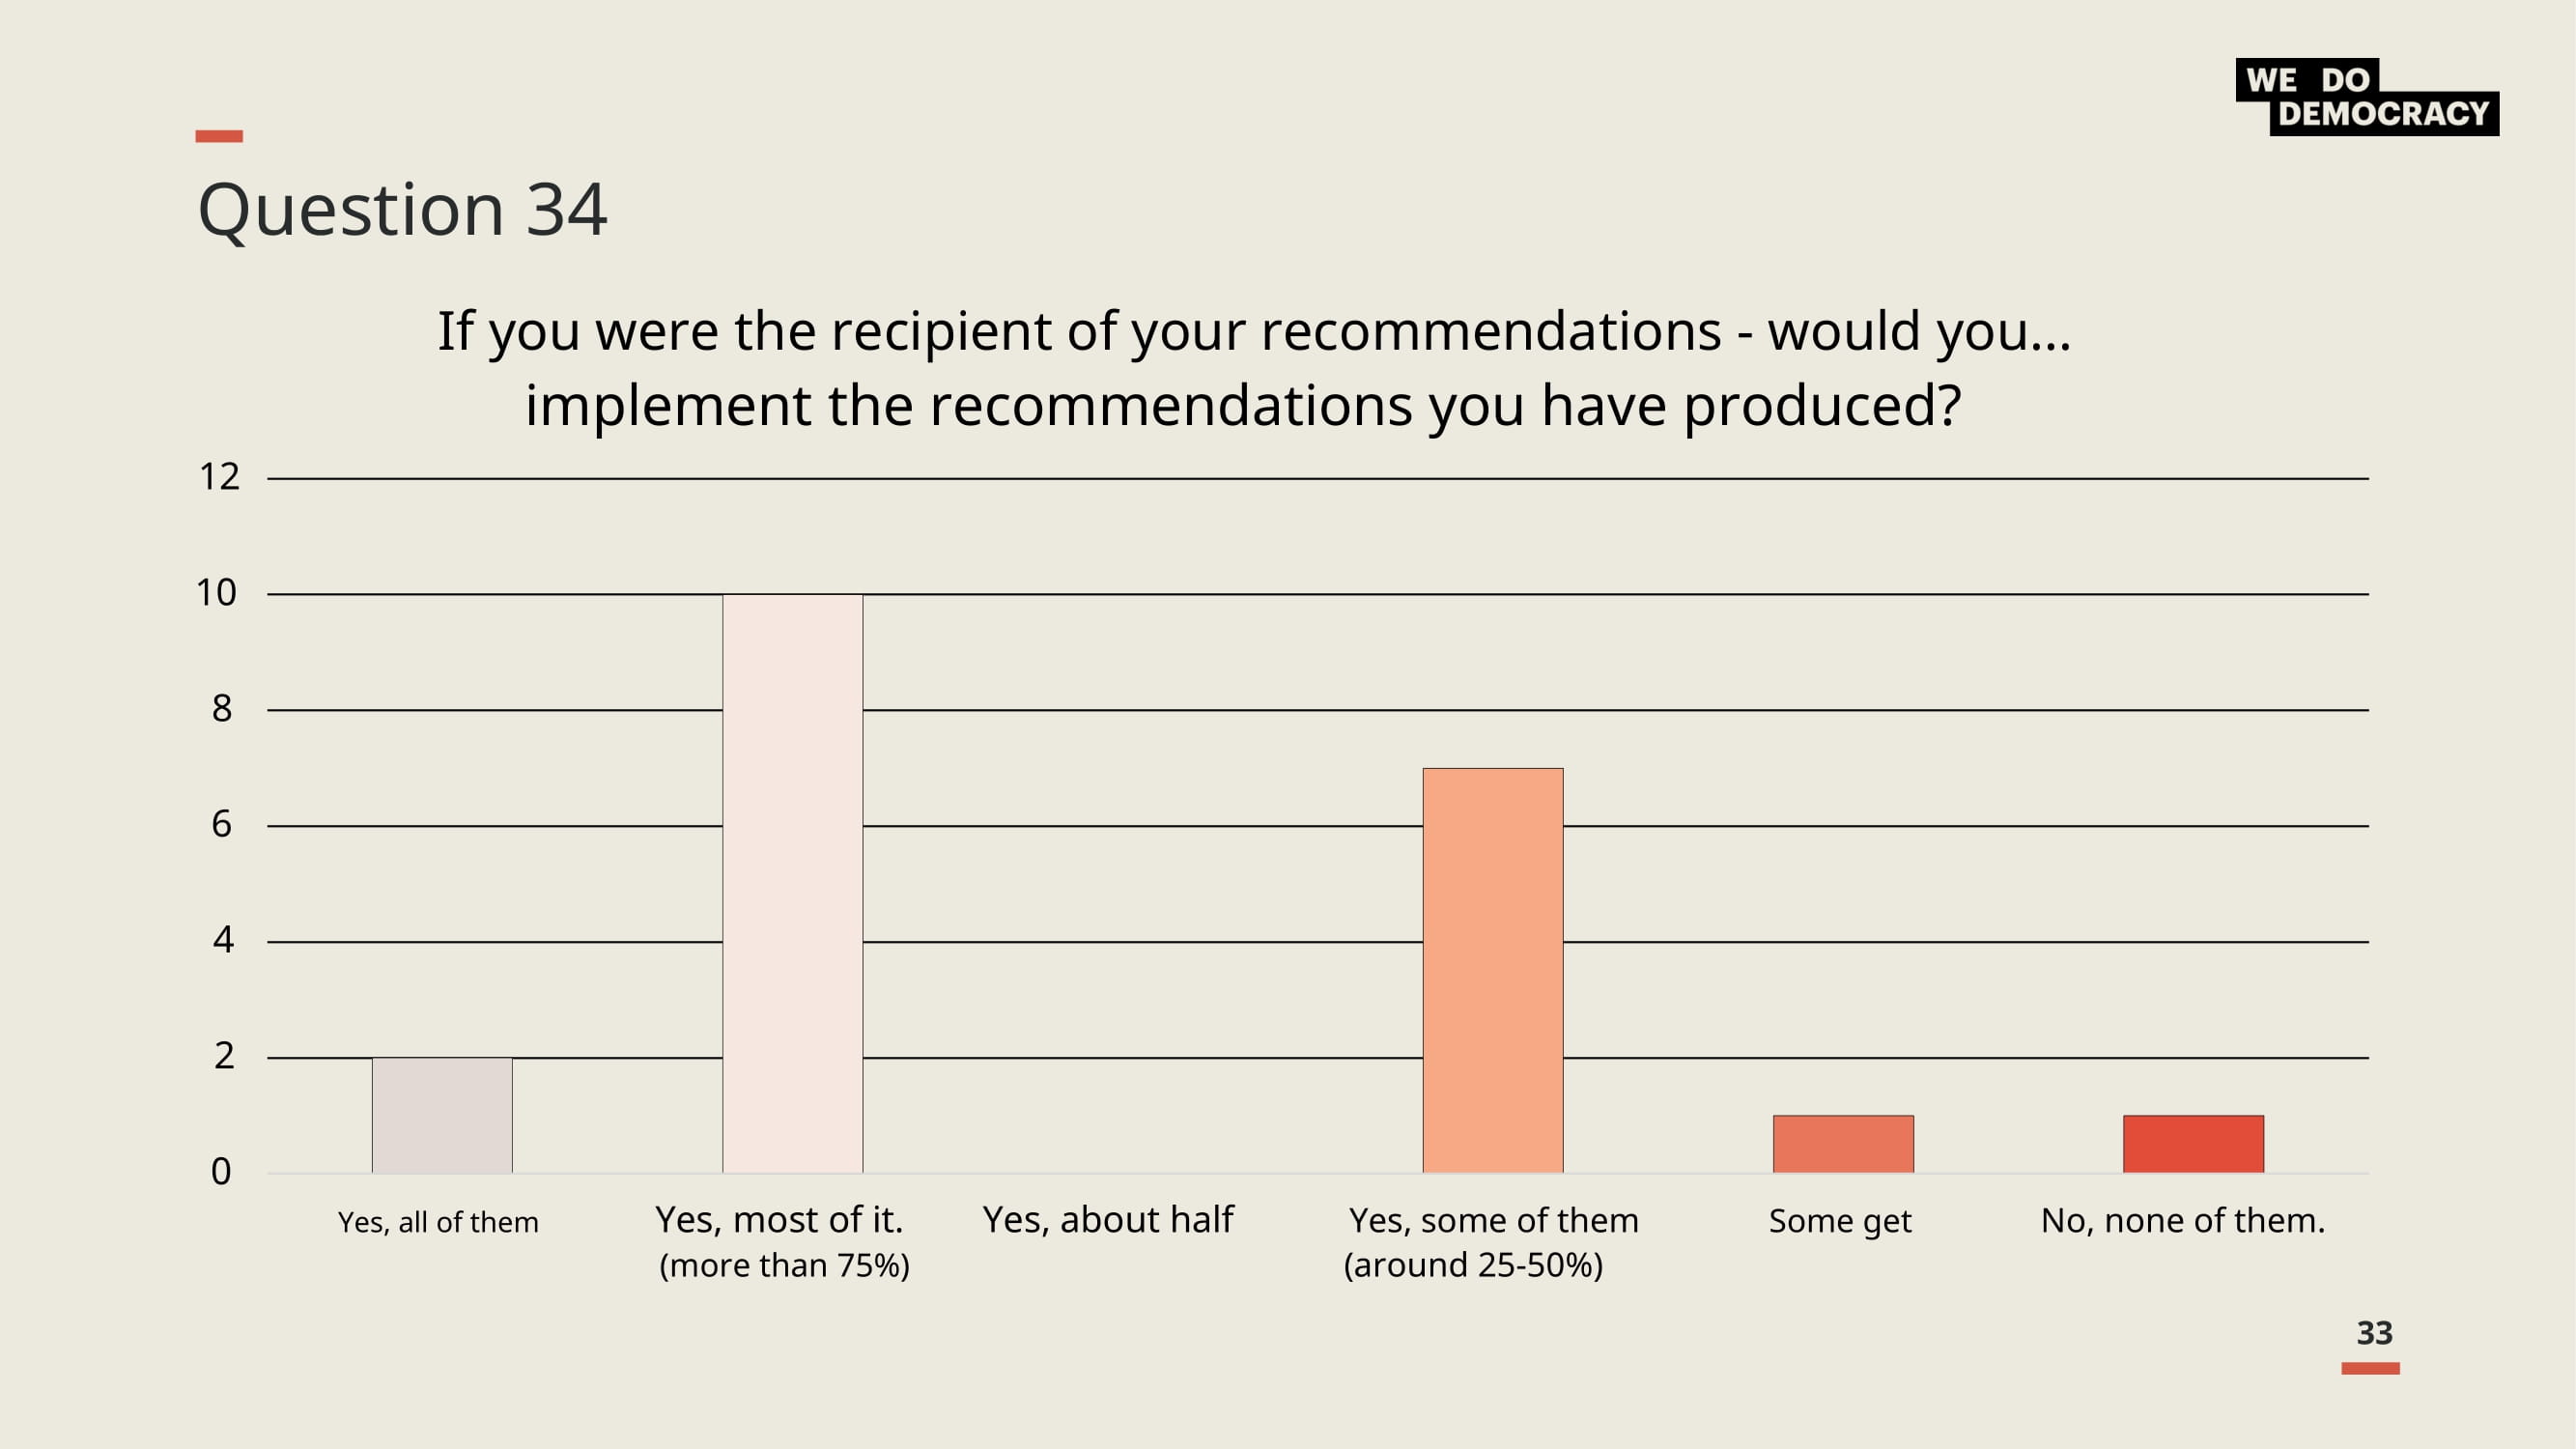 WE DO
DEMOCRACY
Question 34
If you were the recipient of your recommendations - would you...
implement the recommendations you have produced?
12
10
8
6
4
2
0
Yes, all of them
Yes, most of it.
(more than 75%)
Yes, about half
Yes, some of them
(around 25-50%)
Some get
No, none of them.
33